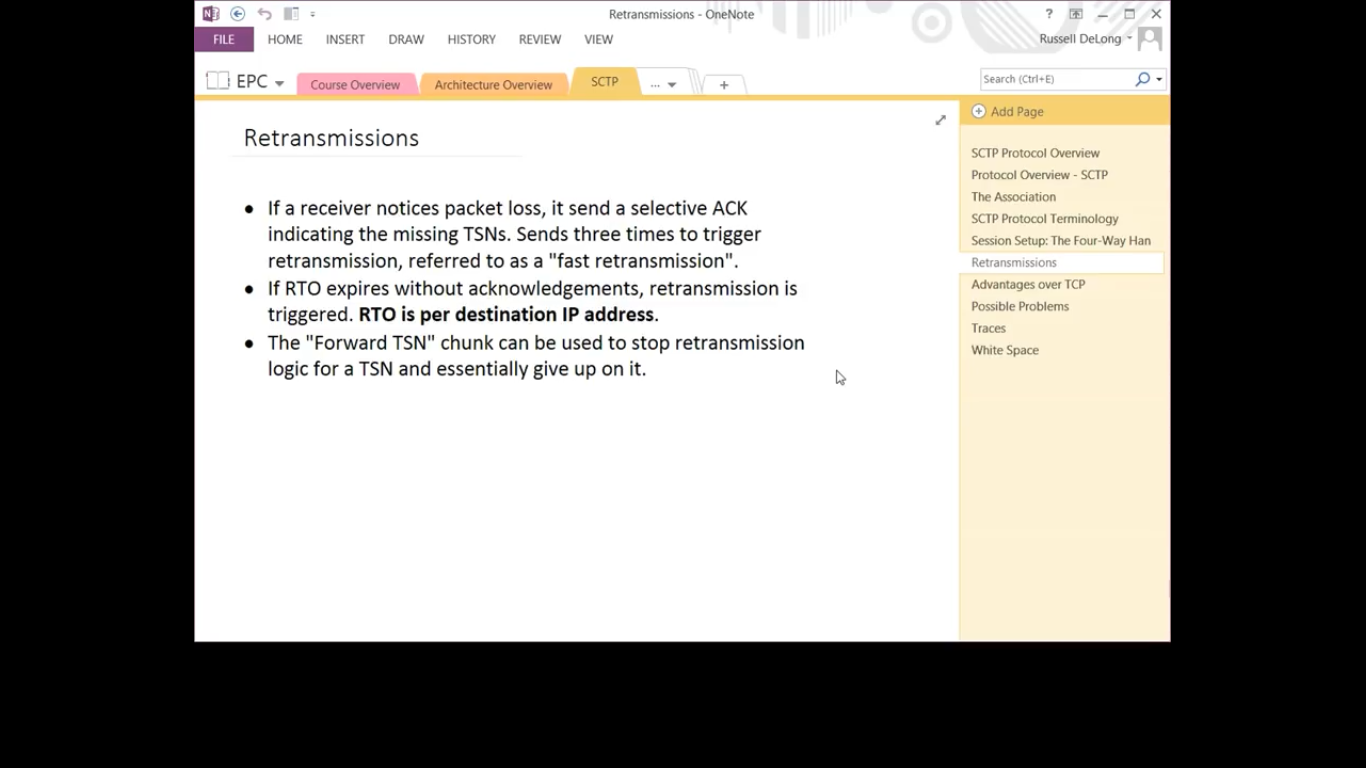 Retransmissions - OneNote
?
FILE HOME INSERT DRAW HISTORY REVIEW VIEW
Russell DeLong
EPC
Course Overview
Architecture Overview
SCTP
...
+
Search (Ctrl+E)
Retransmissions
• If a receiver notices packet loss, it send a selective ACK
indicating the missing TSNs. Sends three times to trigger
retransmission, referred to as a "fast retransmission".
• If RTO expires without acknowledgements, retransmission is
triggered. RTO is per destination IP address.
• The "Forward TSN" chunk can be used to stop retransmission
logic for a TSN and essentially give up on it.
Add Page
SCTP Protocol Overview
Protocol Overview - SCTP
The Association
SCTP Protocol Terminology
Session Setup: The Four-Way Han
Retransmissions
Advantages over TCP
Possible Problems
Traces
White Space